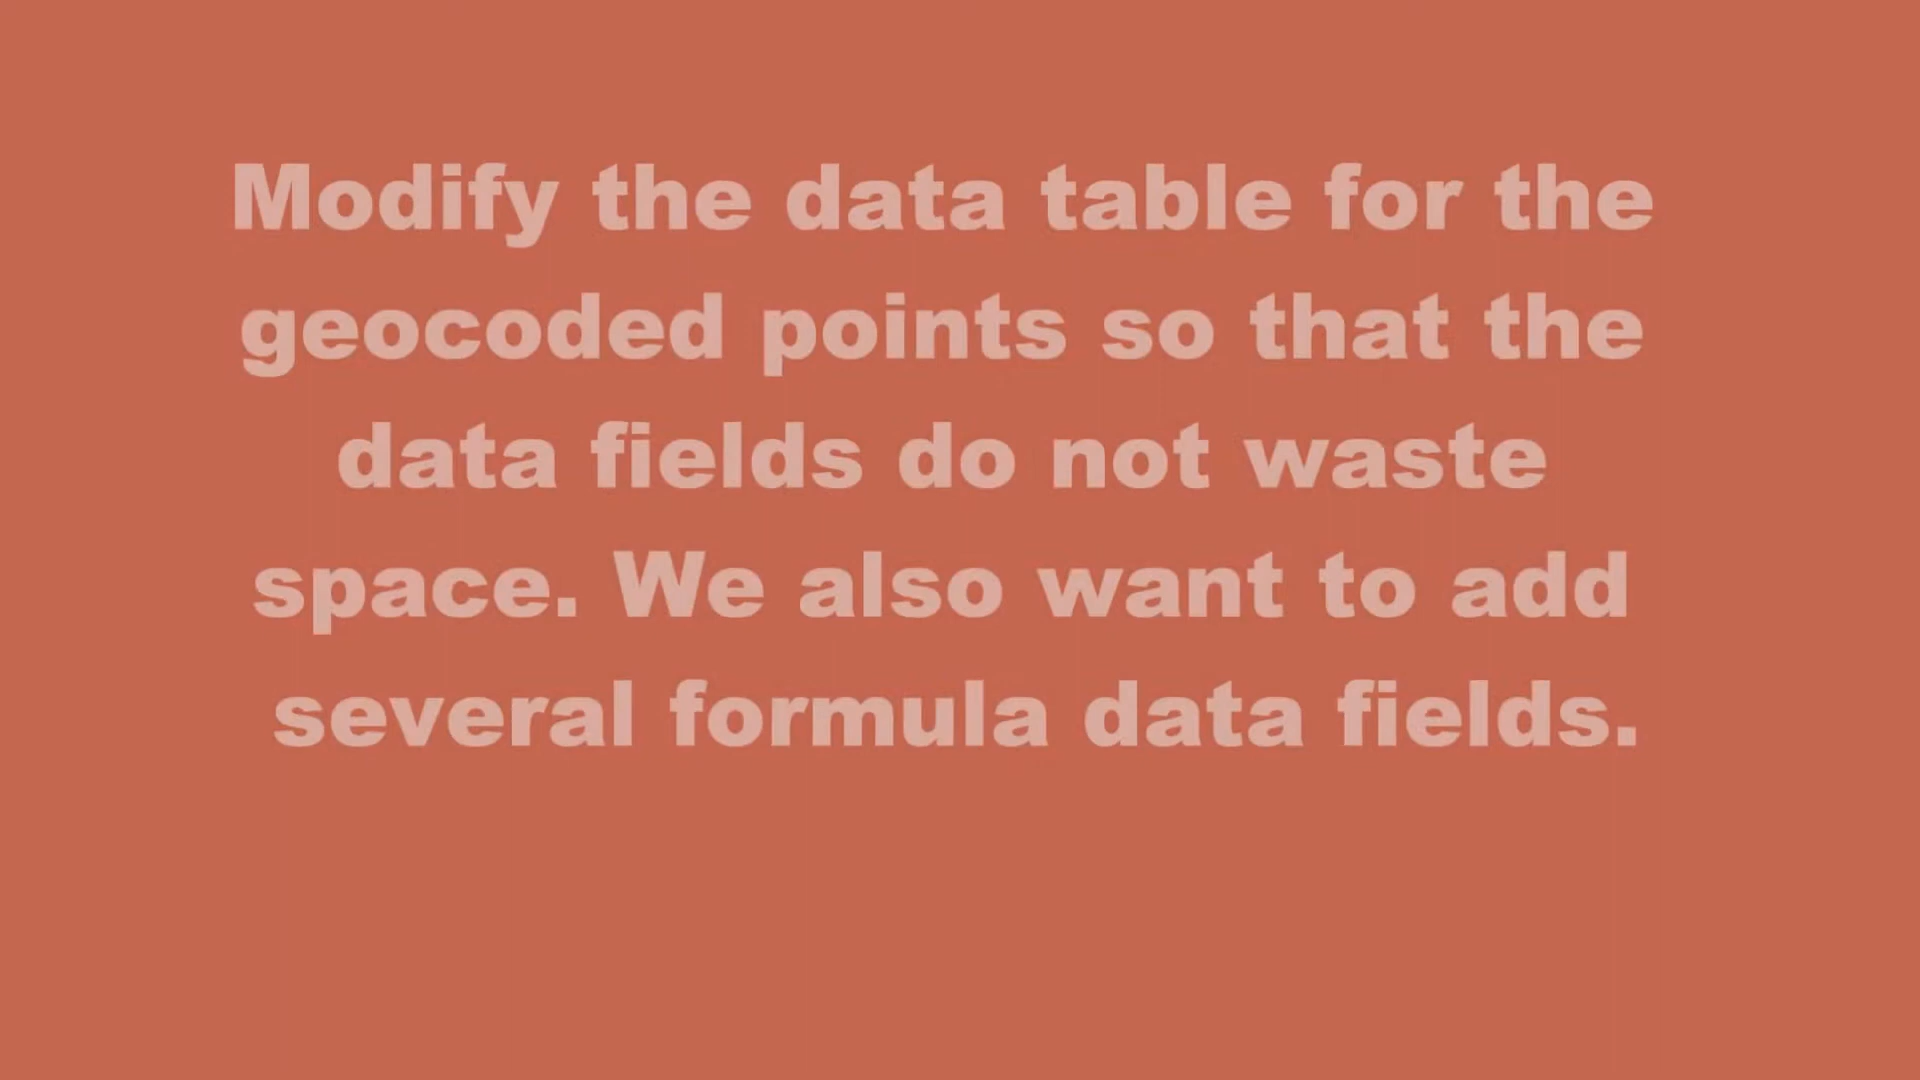 Modify the data table for the
geocoded points so that the
data fields do not waste
space. We also want to add
several formula data fields.